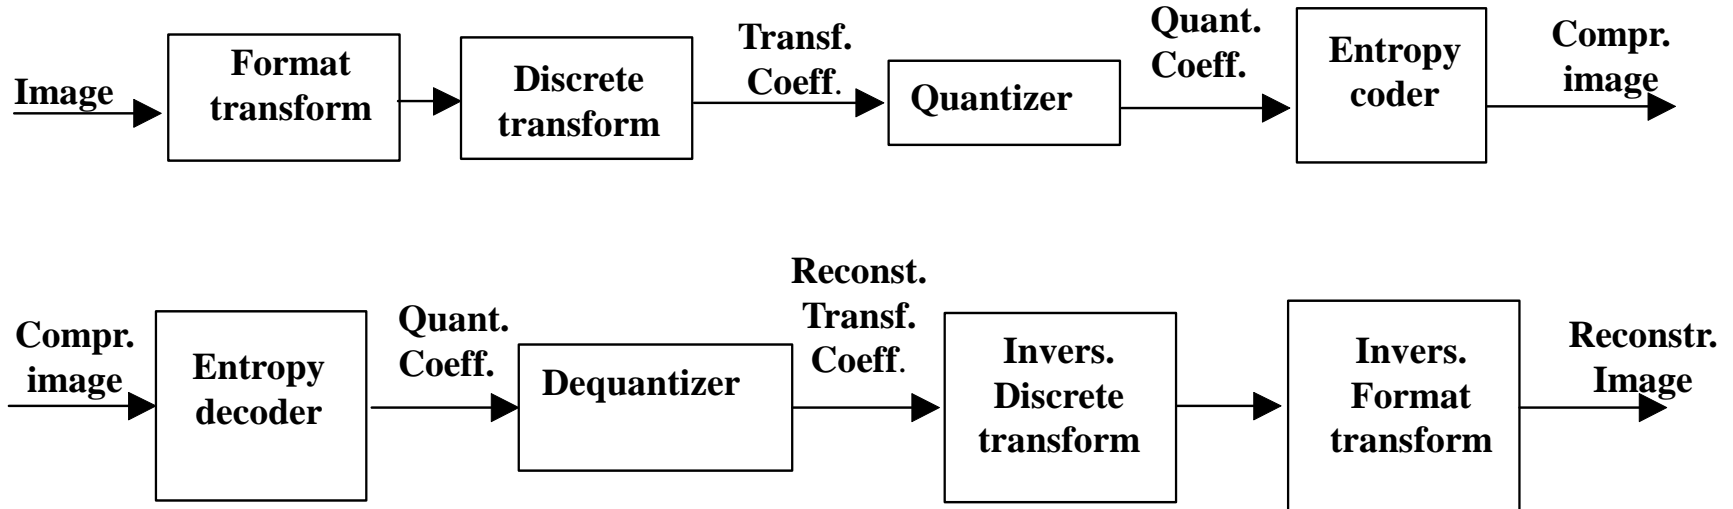 Image
Format
transform
Discrete
transform
Transf.
Coeff.
Quantizer
Quant.
Coeff.
Entropy
coder
Compr.
image
Compr.
image
Entropy
decoder
Quant.
Coeff.
Dequantizer
Reconst.
Transf.
Coeff.
Invers.
Discrete
transform
Invers.
Format
transform
Reconstr.
Image